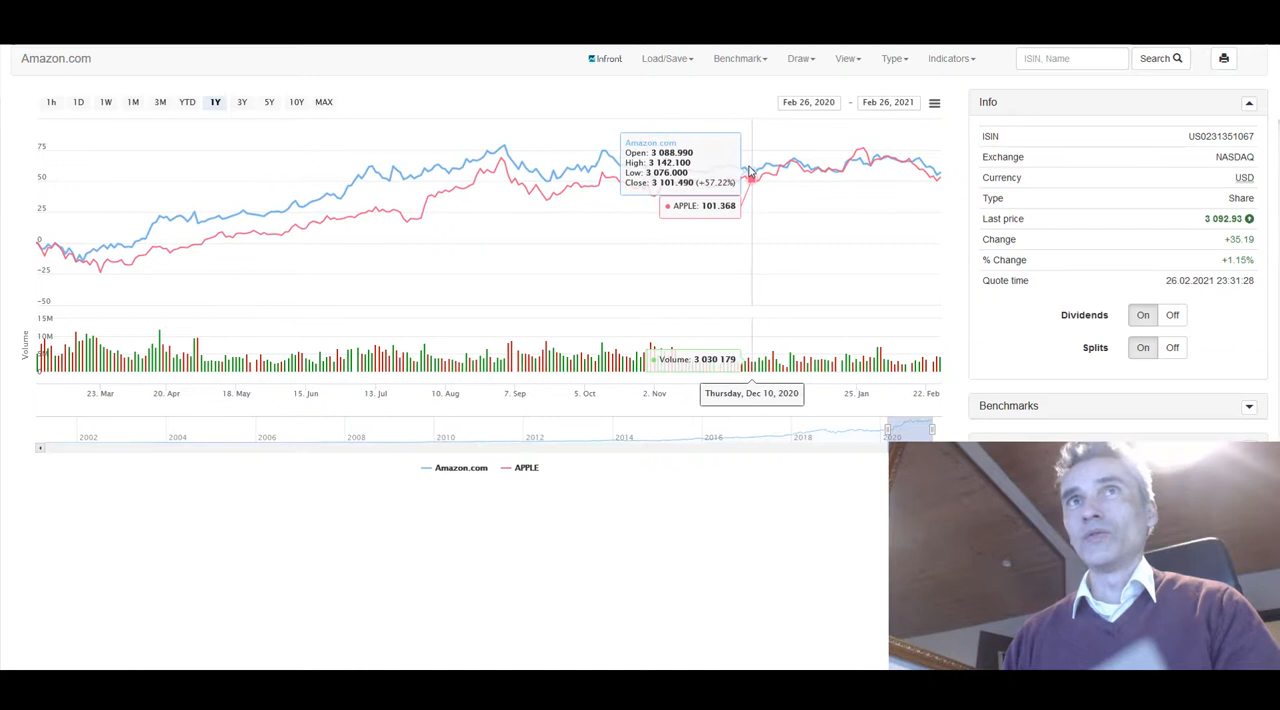 Amazon.com
Infront
Load/Save
Benchmark
Draw
View
Type
Indicators
ISIN, Name
Search
1h 1D 1W 1M 3M YTD 1Y 3Y 5Y 10Y MAX
Feb 26, 2020 - Feb 26, 2021
75
50
25
0
-25
-50
Amazon.com
Open: 3 088.990
High: 3 142.100
Low: 3 076.000
Close: 3 101.490 (+57,22%)
APPLE: 101.368
Volume
15M
10M
0
Volume: 3 030 179
23. Mar 20. Apr 18. May 15. Jun 13. Jul 10. Aug 7. Sep 5. Oct 2. Nov 25. Jan 22. Feb
Thursday, Dec 10, 2020
2002 2004 2006 2008 2010 2012 2014 2016 2018 2020
Amazon.com APPLE
Info
ISIN US0231351067
Exchange NASDAQ
Currency USD
Type Share
Last price 3 092.93
Change +35.19
% Change +1.15%
Quote time 26.02.2021 23:31:28
Dividends On Off
Splits On Off
Benchmarks